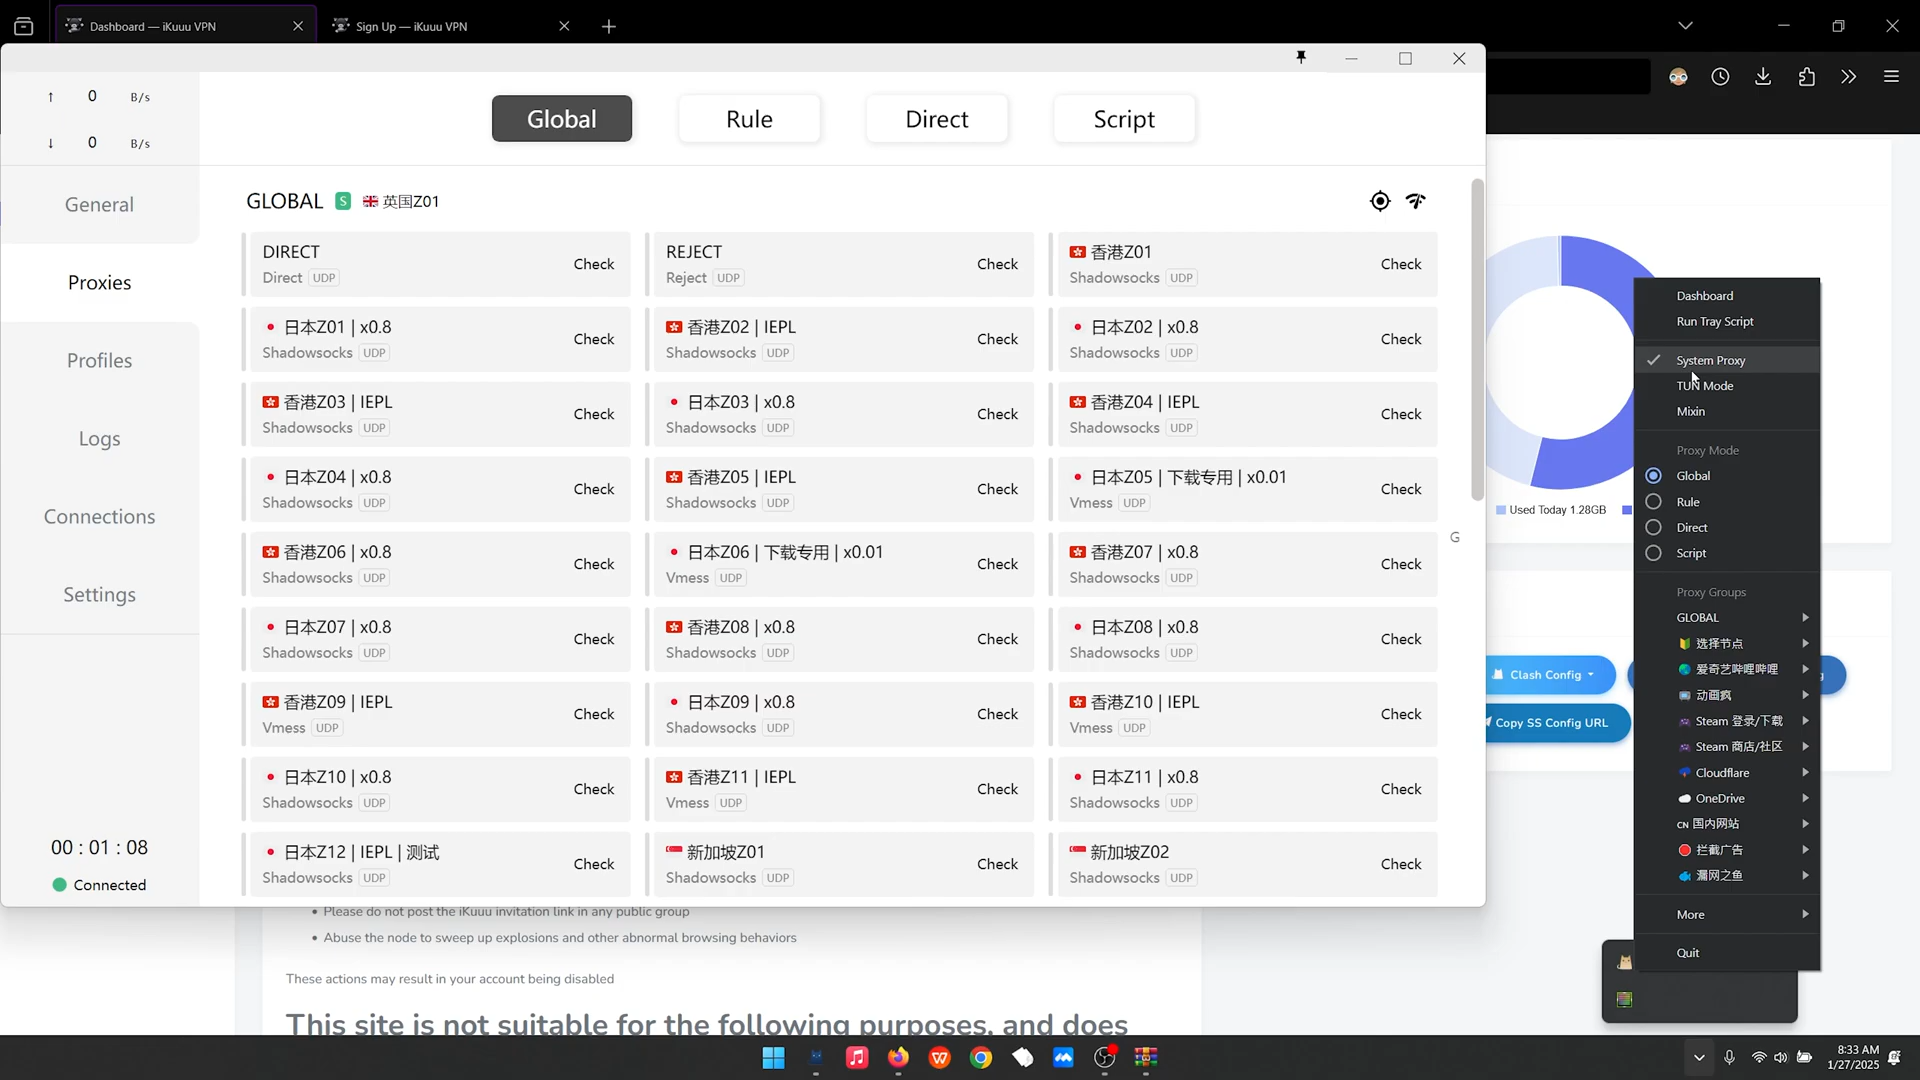 Dashboard — iKuuu VPN
Sign Up — iKuuu VPN
↑ 0 B/s
↓ 0 B/s
General
Proxies
Profiles
Logs
Connections
Settings
00 : 01 : 08
Connected
Global
Rule
Direct
Script
GLOBAL S 英国Z01
DIRECT
Direct UDP
Check
REJECT
Reject UDP
Check
香港Z01
Shadowsocks UDP
Check
日本Z01 | x0.8
Shadowsocks UDP
Check
香港Z02 | IEPL
Shadowsocks UDP
Check
日本Z02 | x0.8
Shadowsocks UDP
Check
香港Z03 | IEPL
Shadowsocks UDP
Check
日本Z03 | x0.8
Shadowsocks UDP
Check
香港Z04 | IEPL
Shadowsocks UDP
Check
日本Z04 | x0.8
Shadowsocks UDP
Check
香港Z05 | IEPL
Shadowsocks UDP
Check
日本Z05 | 下载专用 | x0.01
Vmess UDP
Check
香港Z06 | x0.8
Shadowsocks UDP
Check
日本Z06 | 下载专用 | x0.01
Vmess UDP
Check
香港Z07 | x0.8
Shadowsocks UDP
Check
日本Z07 | x0.8
Shadowsocks UDP
Check
香港Z08 | x0.8
Shadowsocks UDP
Check
日本Z08 | x0.8
Shadowsocks UDP
Check
香港Z09 | IEPL
Vmess UDP
Check
日本Z09 | x0.8
Shadowsocks UDP
Check
香港Z10 | IEPL
Vmess UDP
Check
日本Z10 | x0.8
Shadowsocks UDP
Check
香港Z11 | IEPL
Vmess UDP
Check
日本Z11 | x0.8
Shadowsocks UDP
Check
日本Z12 | IEPL | 测试
Shadowsocks UDP
Check
新加坡Z01
Shadowsocks UDP
Check
新加坡Z02
Shadowsocks UDP
Check
G
Used Today 1.28GB
Clash Config
Copy SS Config URL
g
Dashboard
Run Tray Script
System Proxy
TUN Mode
Mixin
Proxy Mode
Global
Rule
Direct
Script
Proxy Groups
GLOBAL
选择节点
爱奇艺哔哩哔哩
动画疯
Steam 登录/下载
Steam 商店/社区
Cloudflare
OneDrive
CN 国内网站
拦截广告
漏网之鱼
More
Quit
• Please do not post the iKuuu invitation link in any public group
• Abuse the node to sweep up explosions and other abnormal browsing behaviors
These actions may result in your account being disabled
This site is not suitable for the following purposes, and does
8:33 AM
1/27/2025